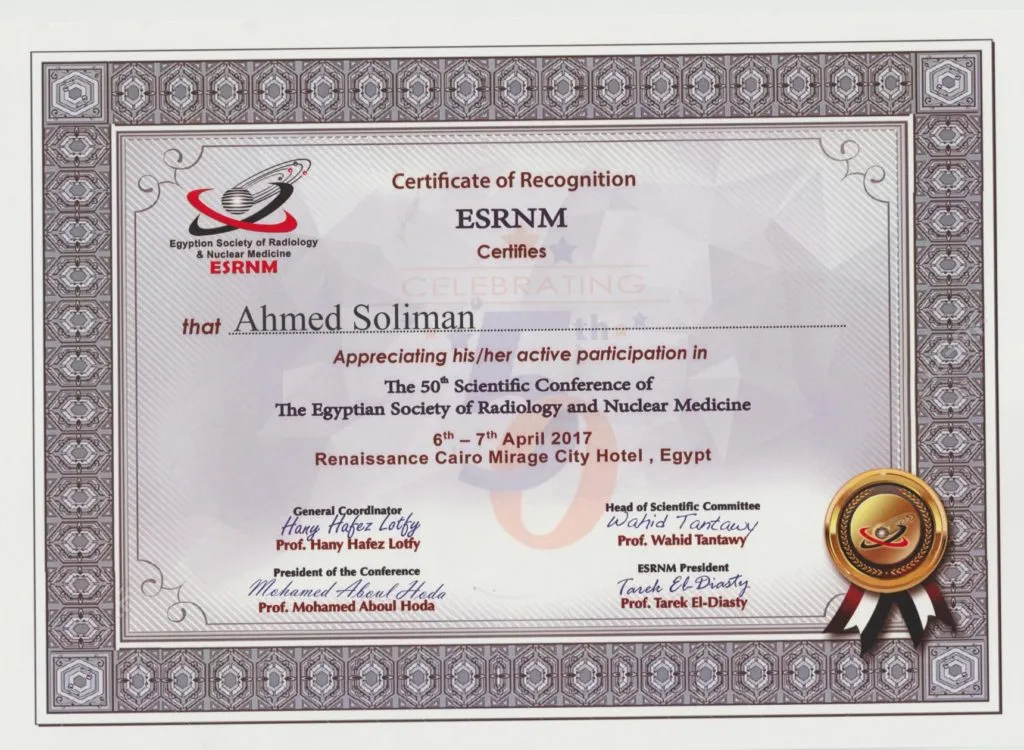 Egyptian Society of Radiology
& Nuclear Medicine
ESRNM
Certificate of Recognition
ESRNM
Certifies
CELEBRATING
50th
that Ahmed Soliman
Appreciating his/her active participation in
The 50th Scientific Conference of
The Egyptian Society of Radiology and Nuclear Medicine
6th – 7th April 2017
Renaissance Cairo Mirage City Hotel , Egypt
General Coordinator
Hany Hafez Lotfy
Prof. Hany Hafez Lotfy
Head of Scientific Committee
Wahid Tantawy
Prof. Wahid Tantawy
President of the Conference
Mohamed Aboul Hoda
Prof. Mohamed Aboul Hoda
ESRNM President
Tarek El-Diasty
Prof. Tarek El-Diasty